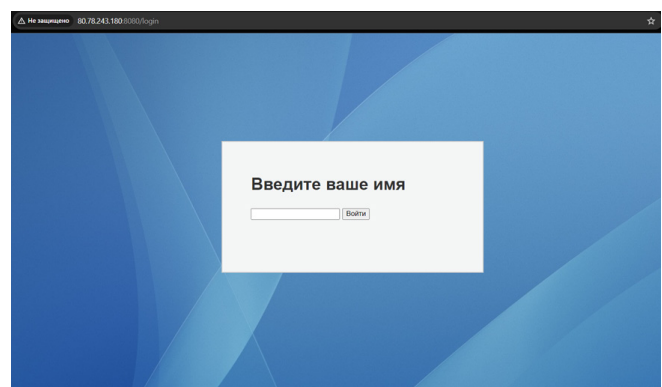 Не защищено 80.78.243.180:8080/login
Введите ваше имя
Войти